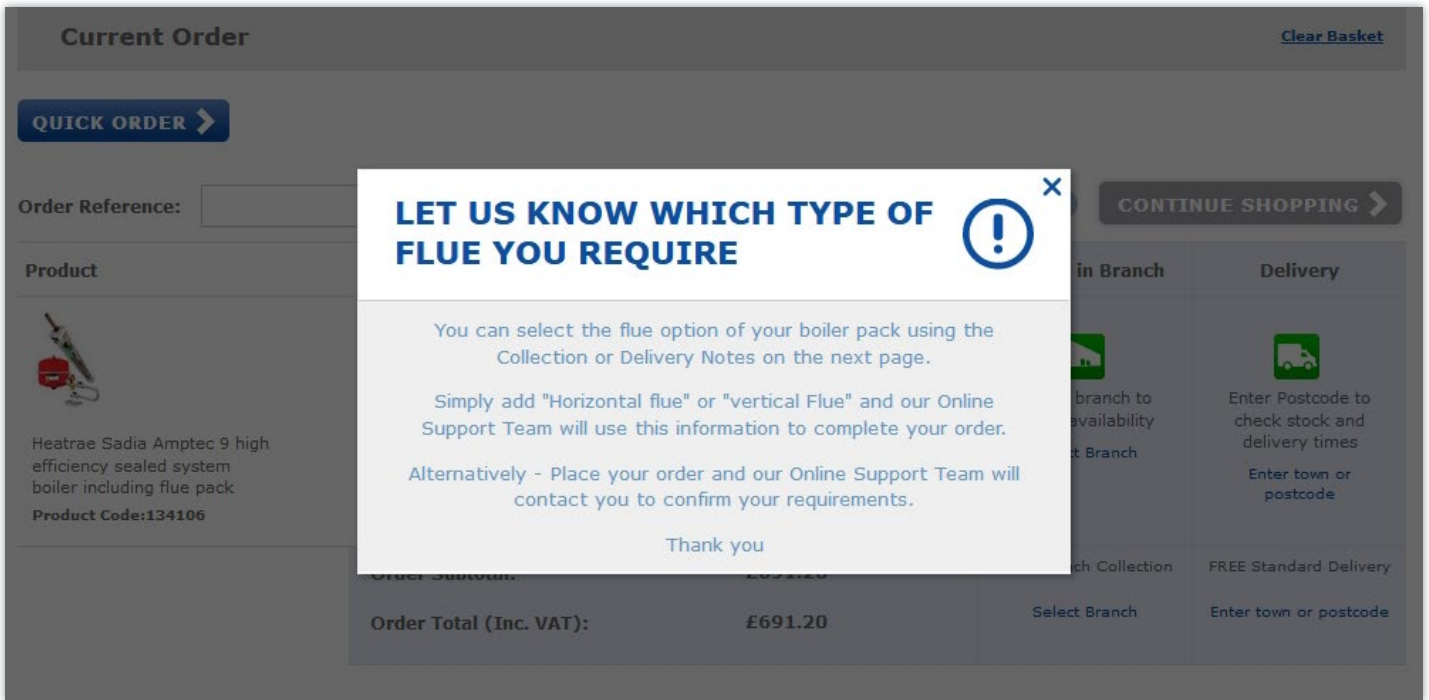 Current Order
Clear Basket
QUICK ORDER
Order Reference:
CONTINUE SHOPPING
LET US KNOW WHICH TYPE OF
FLUE YOU REQUIRE
Product
in Branch
Delivery
You can select the flue option of your boiler pack using the
Collection or Delivery Notes on the next page.
Simply add "Horizontal flue" or "vertical Flue" and our Online
Support Team will use this information to complete your order.
Alternatively - Place your order and our Online Support Team will
contact you to confirm your requirements.
Thank you
branch to
availability
Branch
Enter Postcode to
check stock and
delivery times
Enter town or
postcode
Heatrae Sadia Amptec 9 high
efficiency sealed system
boiler including flue pack
Product Code:134106
Order Subtotal:
£691.20
Collection
FREE Standard Delivery
Order Total (Inc. VAT):
£691.20
Select Branch
Enter town or postcode